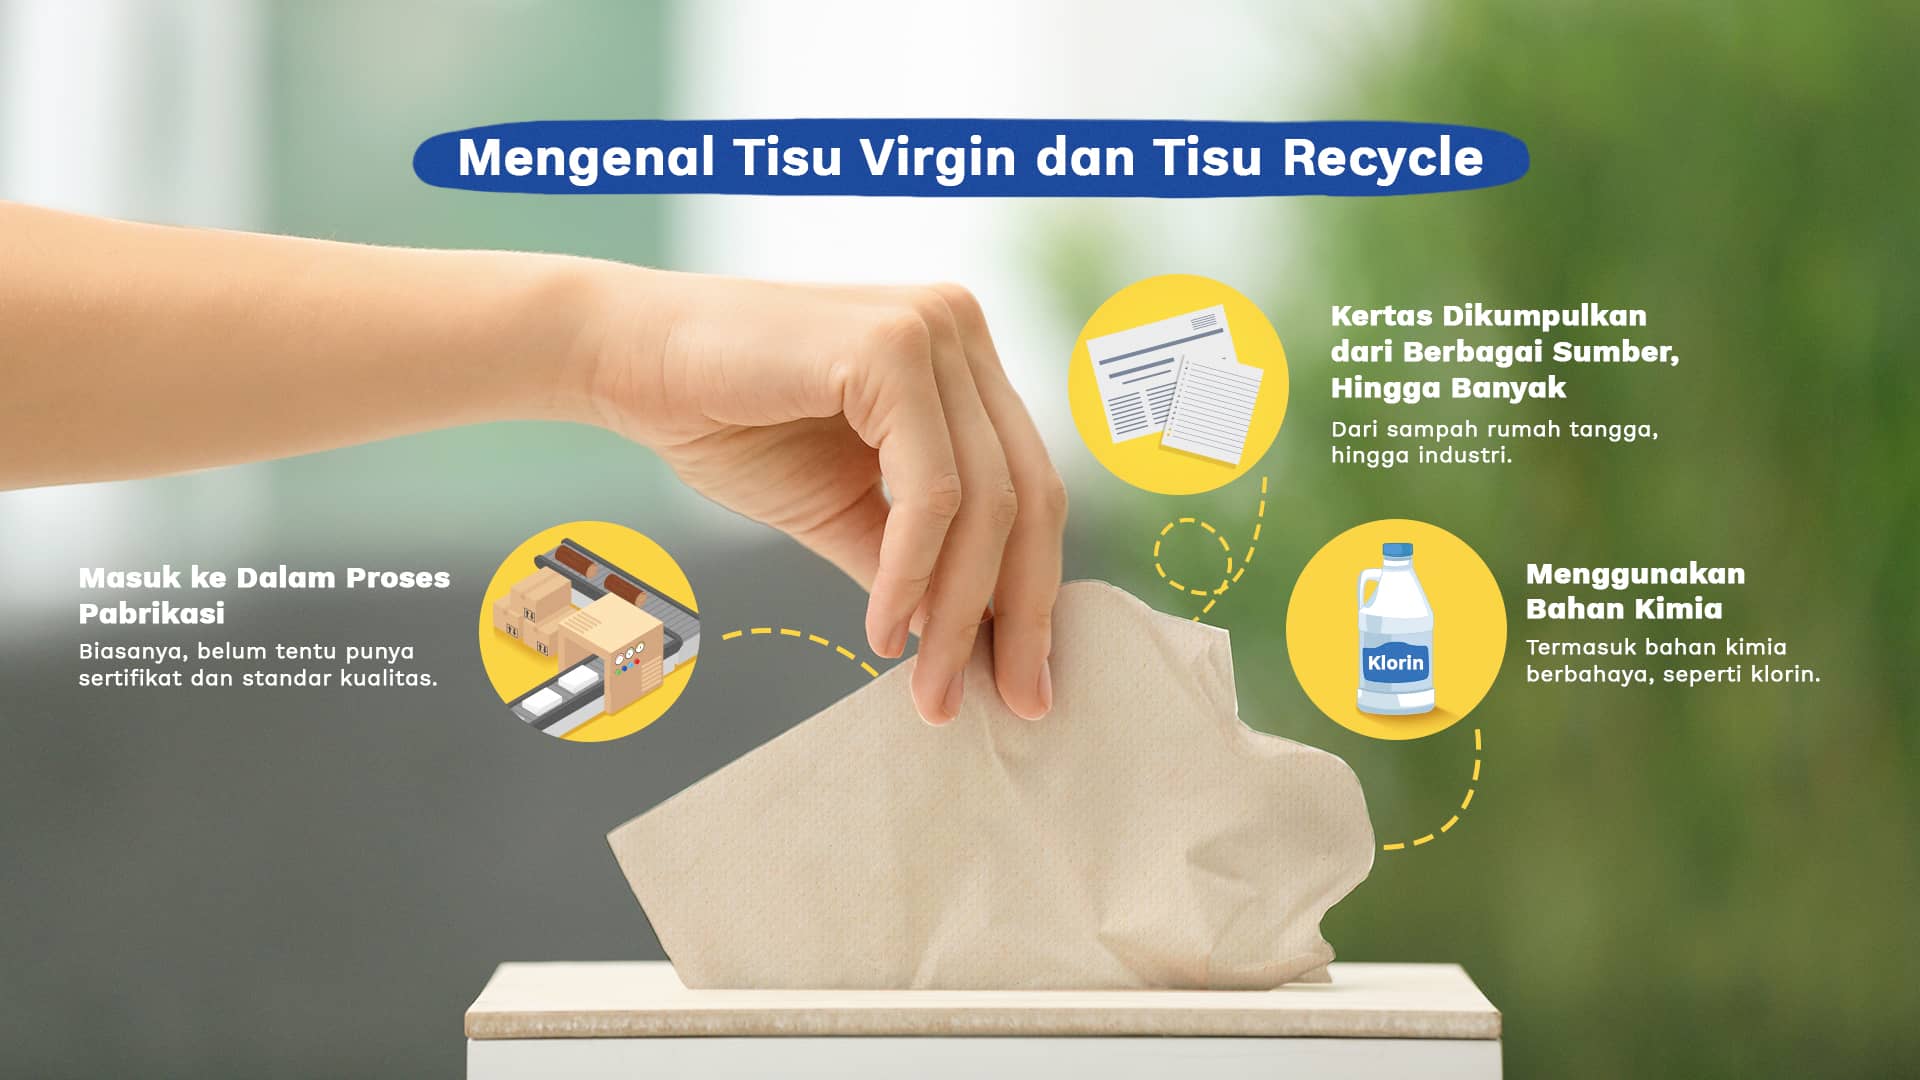 Mengenal Tisu Virgin dan Tisu Recycle
Kertas Dikumpulkan
dari Berbagai Sumber,
Hingga Banyak
Dari sampah rumah tangga,
hingga industri.
Masuk ke Dalam Proses
Pabrikasi
Biasanya, belum tentu punya
sertifikat dan standar kualitas.
Klorin
Menggunakan
Bahan Kimia
Termasuk bahan kimia
berbahaya, seperti klorin.